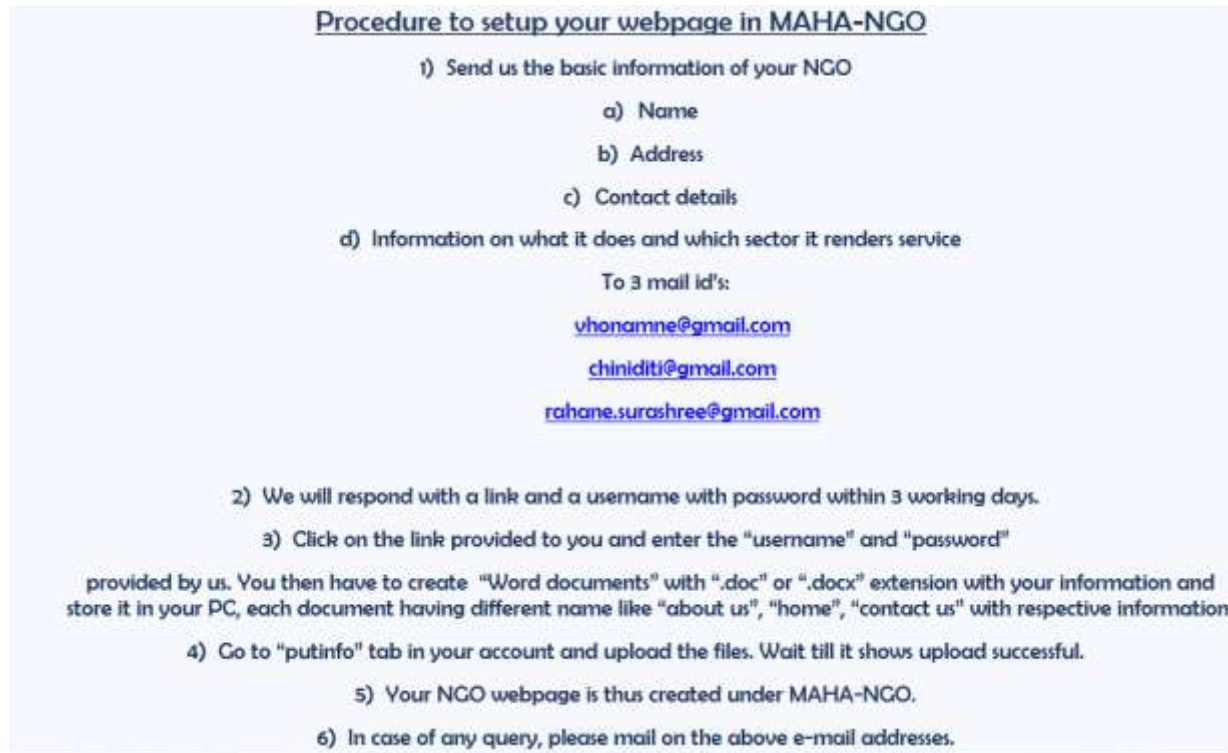 Procedure to setup your webpage in MAHA-NGO
1) Send us the basic information of your NGO
a) Name
b) Address
c) Contact details
d) Information on what it does and which sector it renders service
To 3 mail id's:
vhonamne@gmail.com
chiniditi@gmail.com
rahane.surashree@gmail.com
2) We will respond with a link and a username with password within 3 working days.
3) Click on the link provided to you and enter the “username” and “password”
provided by us. You then have to create “Word documents” with “.doc” or “.docx” extension with your information and
store it in your PC, each document having different name like “about us”, “home”, “contact us” with respective information
4) Go to “putinfo” tab in your account and upload the files. Wait till it shows upload successful.
5) Your NGO webpage is thus created under MAHA-NGO.
6) In case of any query, please mail on the above e-mail addresses.